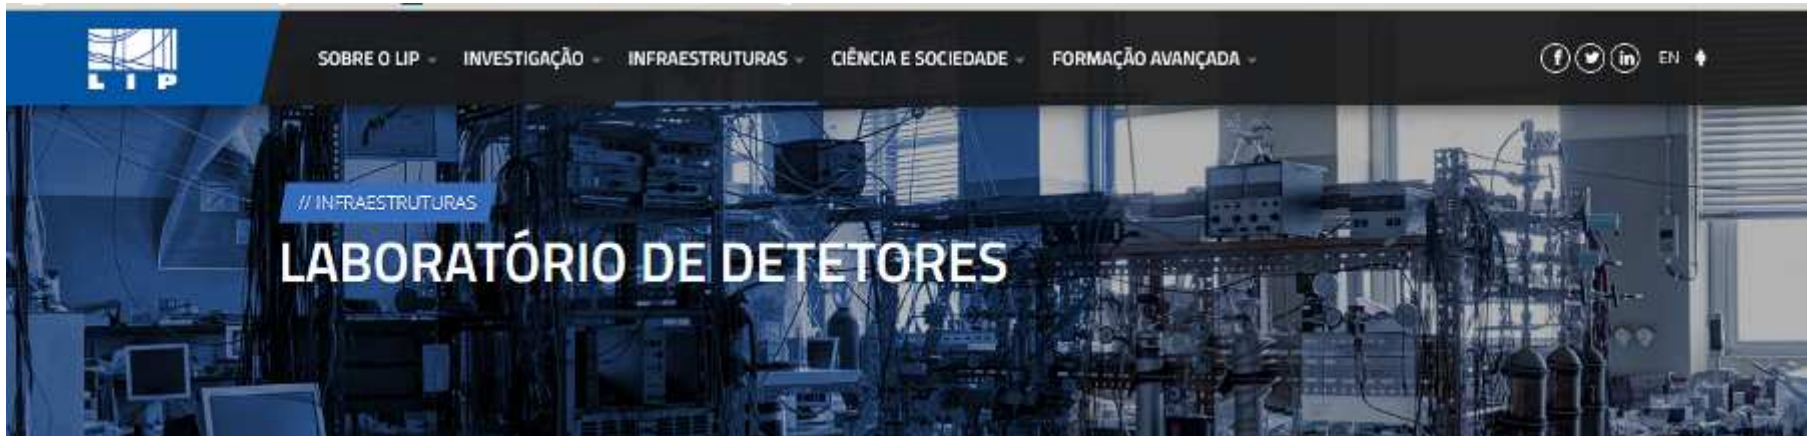 LIP
SOBRE O LIP INVESTIGAÇÃO INFRAESTRUTURAS CIÊNCIA E SOCIEDADE FORMAÇÃO AVANÇADA EN
// INFRAESTRUTURAS
LABORATÓRIO DE DETETORES